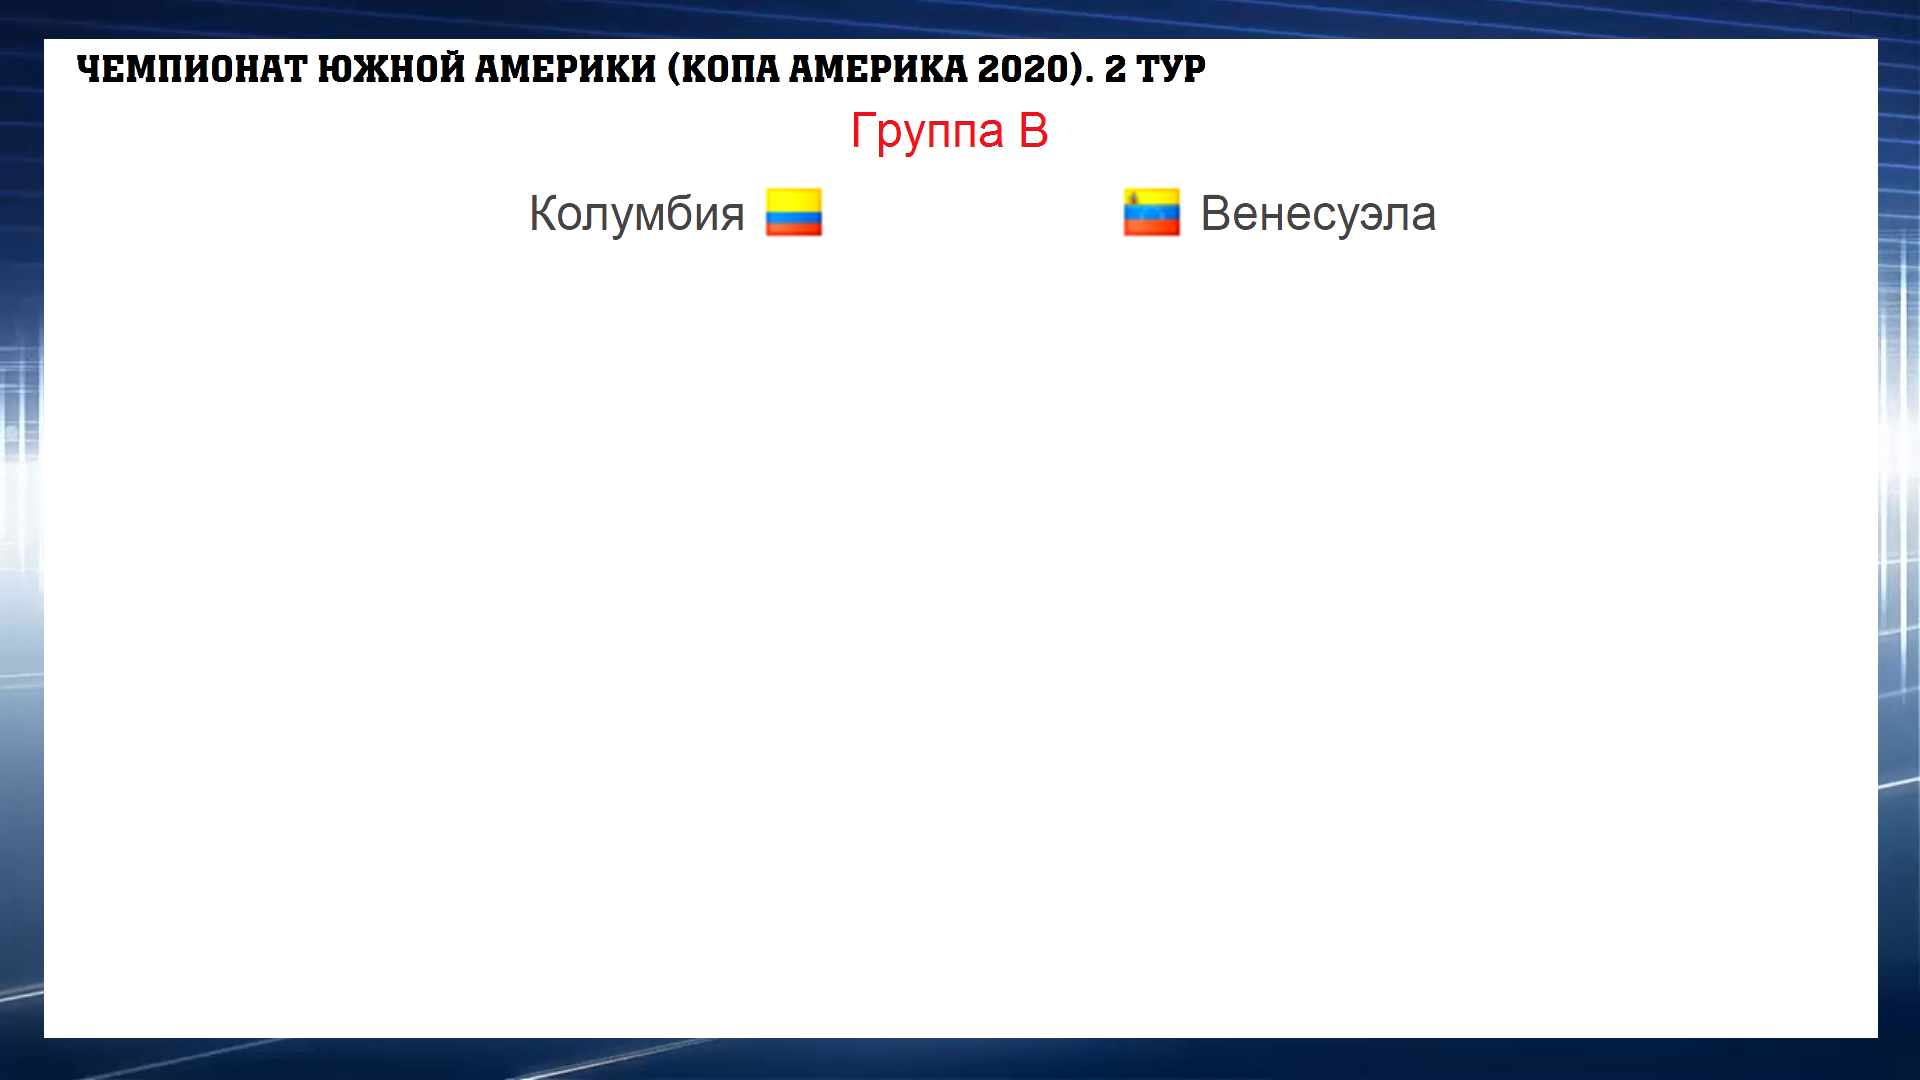 ЧЕМПИОНАТ ЮЖНОЙ АМЕРИКИ (КОПА АМЕРИКА 2020). 2 ТУР
Группа B
Колумбия Венесуэла